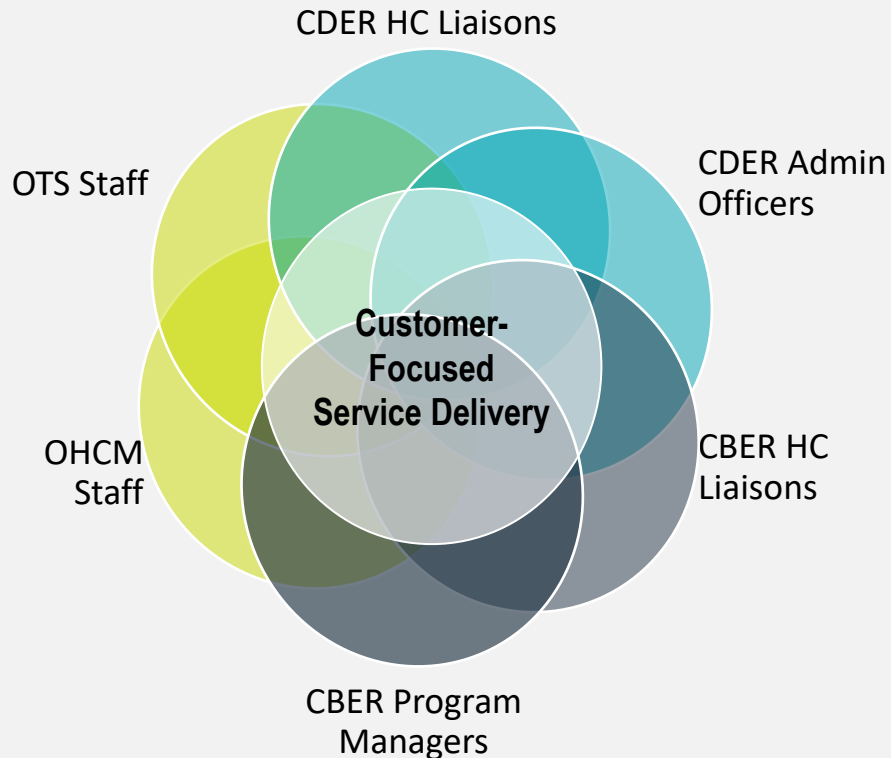 CDER HC Liaisons
OTS Staff
CDER Admin
Officers
Customer-
Focused
Service Delivery
OHCM
Staff
CBER HC
Liaisons
CBER Program
Managers